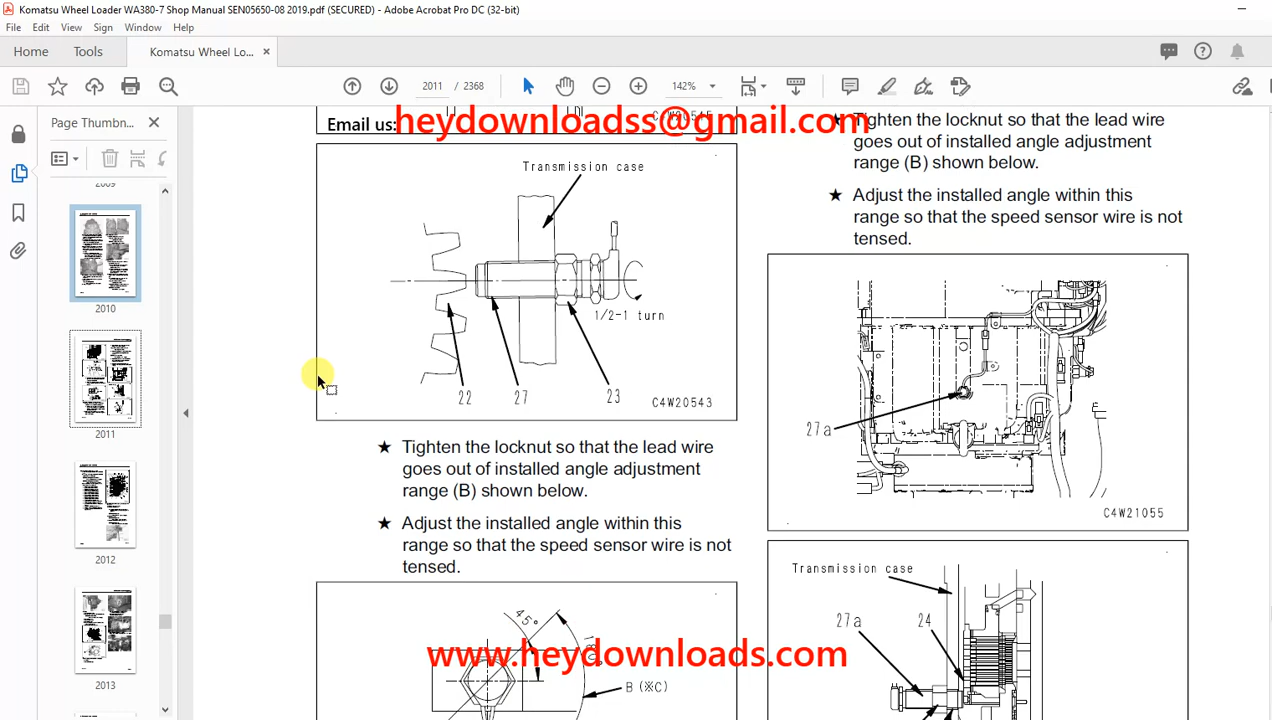 Komatsu Wheel Loader WA380-7 Shop Manual SEN05650-08 2019.pdf (SECURED) - Adobe Acrobat Pro DC (32-bit)
File Edit View Sign Window Help
Home Tools Komatsu Wheel Lo... ×
2011 / 2368 142%
Page Thumbn...
2009
2010
2011
2012
2013
Email us: heydownloadss@gmail.com
Transmission case
1/2-1 turn
22 27 23
C4W20543
★ Tighten the locknut so that the lead wire
goes out of installed angle adjustment
range (B) shown below.
★ Adjust the installed angle within this
range so that the speed sensor wire is not
tensed.
45°
B (※C)
Tighten the locknut so that the lead wire
goes out of installed angle adjustment
range (B) shown below.
★ Adjust the installed angle within this
range so that the speed sensor wire is not
tensed.
27a
C4W21055
Transmission case
27a 24
www.heydownloads.com